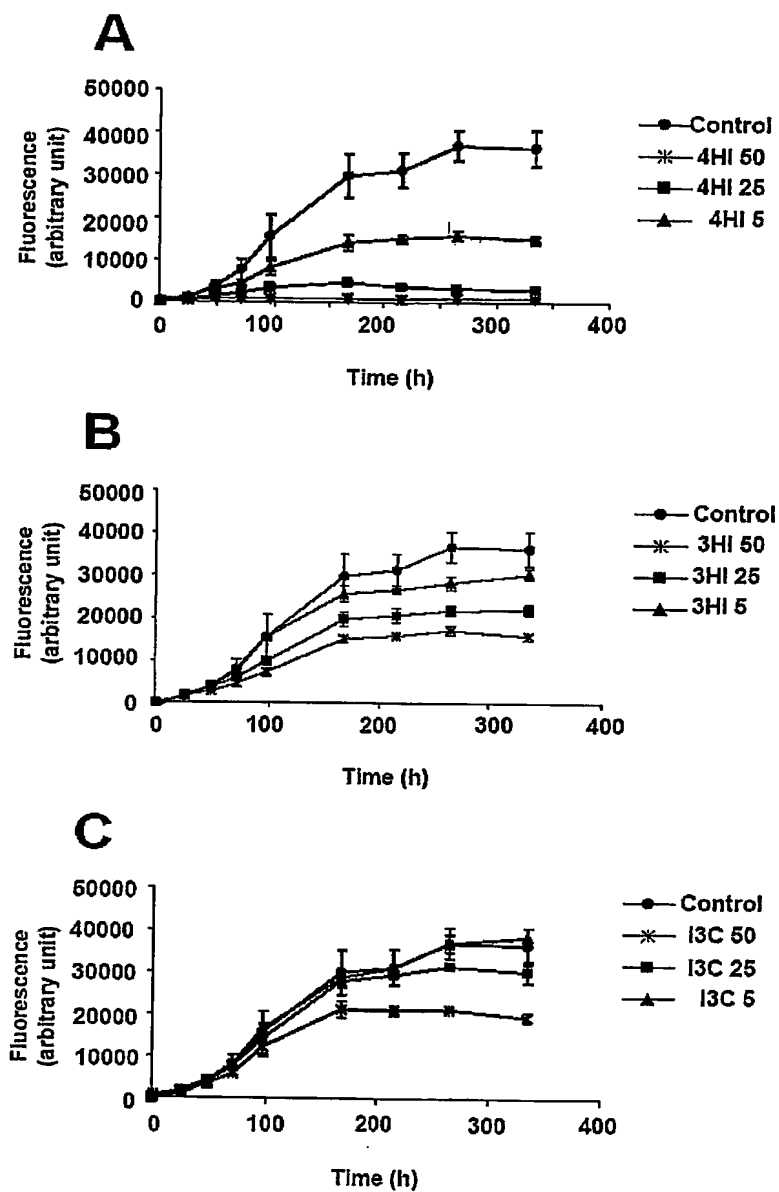 A
50000
40000
30000
20000
10000
0
Fluorescence
(arbitrary unit)
0 100 200 300 400
Time (h)
Control
4HI 50
4HI 25
4HI 5
B
50000
40000
30000
20000
10000
0
Fluorescence
(arbitrary unit)
0 100 200 300 400
Time (h)
Control
3HI 50
3HI 25
3HI 5
C
50000
40000
30000
20000
10000
0
Fluorescence
(arbitrary unit)
0 100 200 300 400
Time (h)
Control
I3C 50
I3C 25
I3C 5